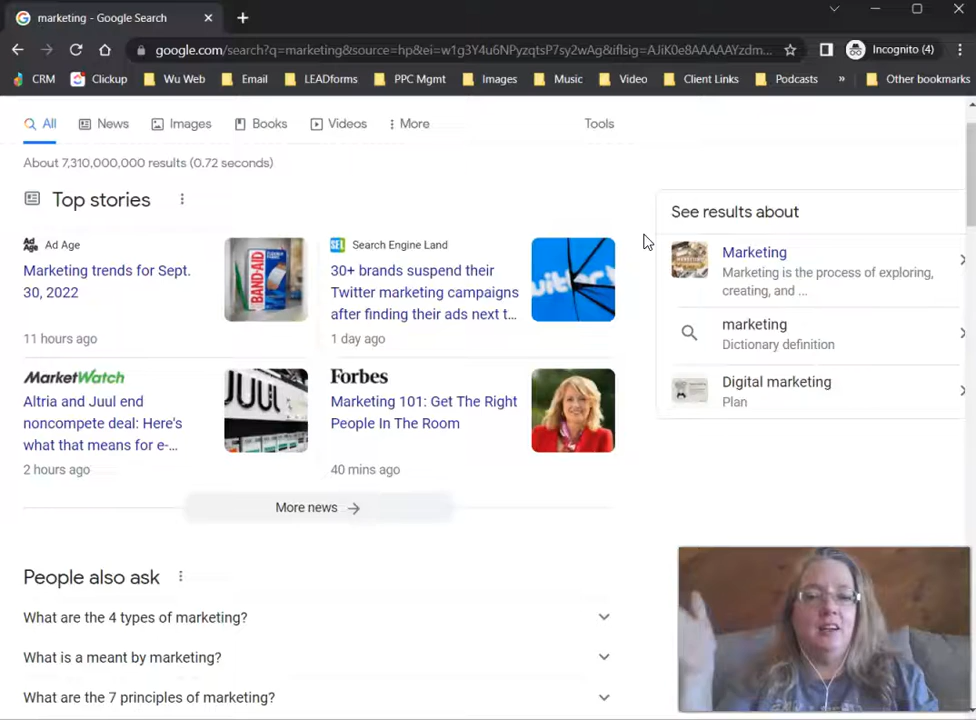 marketing - Google Search
google.com/search?q=marketing&source=hp&ei=w1g3Y4u6NPyzqtsP7sy2wAg&iflsig=AJiK0e8AAAAAYzdm...
Incognito (4)
CRM
Clickup
Wu Web
Email
LEADforms
PPC Mgmt
Images
Music
Video
Client Links
Podcasts
»
Other bookmarks
All
News
Images
Books
Videos
More
Tools
About 7,310,000,000 results (0.72 seconds)
Top stories
Ad Age
Marketing trends for Sept.
30, 2022
11 hours ago
BAND-AID
SEL
Search Engine Land
30+ brands suspend their
Twitter marketing campaigns
after finding their ads next t...
1 day ago
MarketWatch
Altria and Juul end
noncompete deal: Here's
what that means for e-...
2 hours ago
JUUL
Forbes
Marketing 101: Get The Right
People In The Room
40 mins ago
More news
See results about
Marketing
Marketing is the process of exploring,
creating, and ...
marketing
Dictionary definition
Digital marketing
Plan
People also ask
What are the 4 types of marketing?
What is a meant by marketing?
What are the 7 principles of marketing?